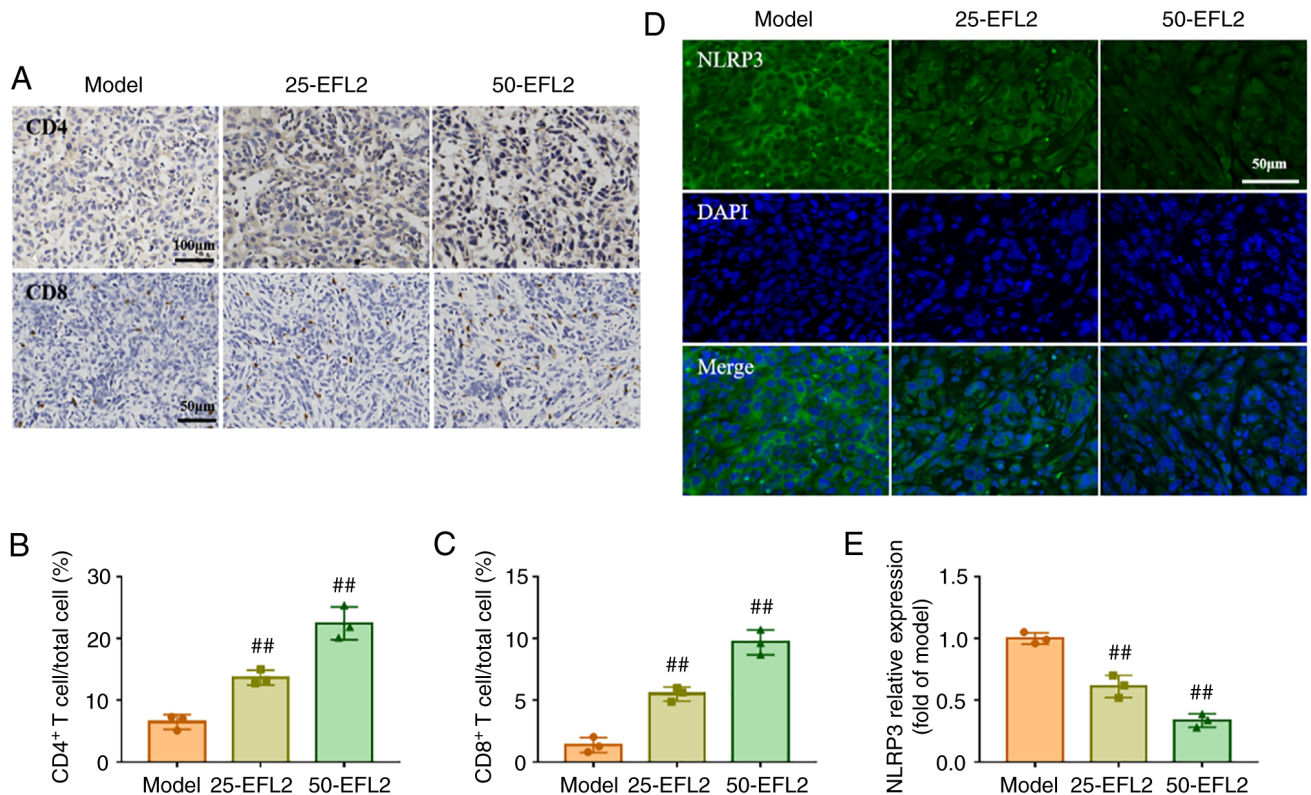 A
Model 25-EFL2 50-EFL2
CD4
100µm
CD8
50µm
D
Model 25-EFL2 50-EFL2
NLRP3
50µm
DAPI
Merge
B
CD4⁺ T cell/total cell (%)
30
20
10
0
##
##
Model 25-EFL2 50-EFL2
C
CD8⁺ T cell/total cell (%)
15
10
5
0
##
##
Model 25-EFL2 50-EFL2
E
NLRP3 relative expression
(fold of model)
1.5
1.0
0.5
0.0
##
##
Model 25-EFL2 50-EFL2